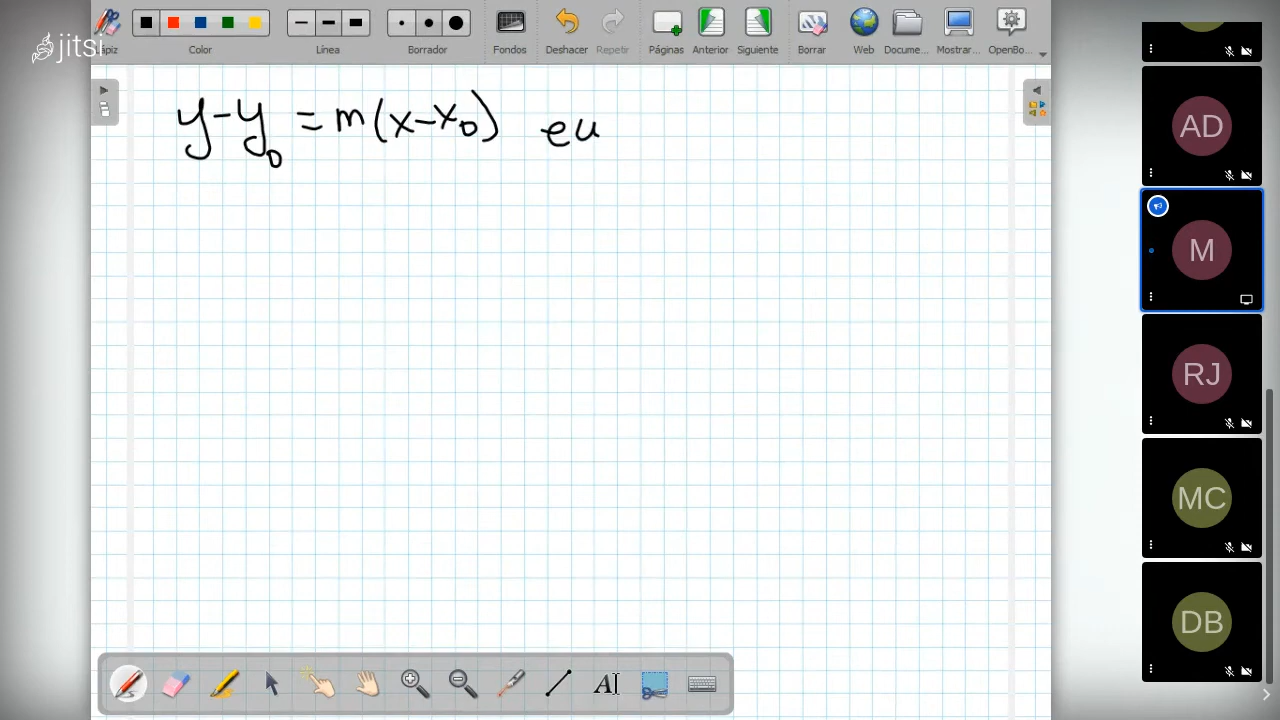 jitsi
Lápiz Color Línea Borrador Fondos Deshacer Repetir Páginas Anterior Siguiente Borrar Web Docume... Mostrar... OpenBo...
y-y₀ = m(x-x₀) eu
AD
M
RJ
MC
DB
A